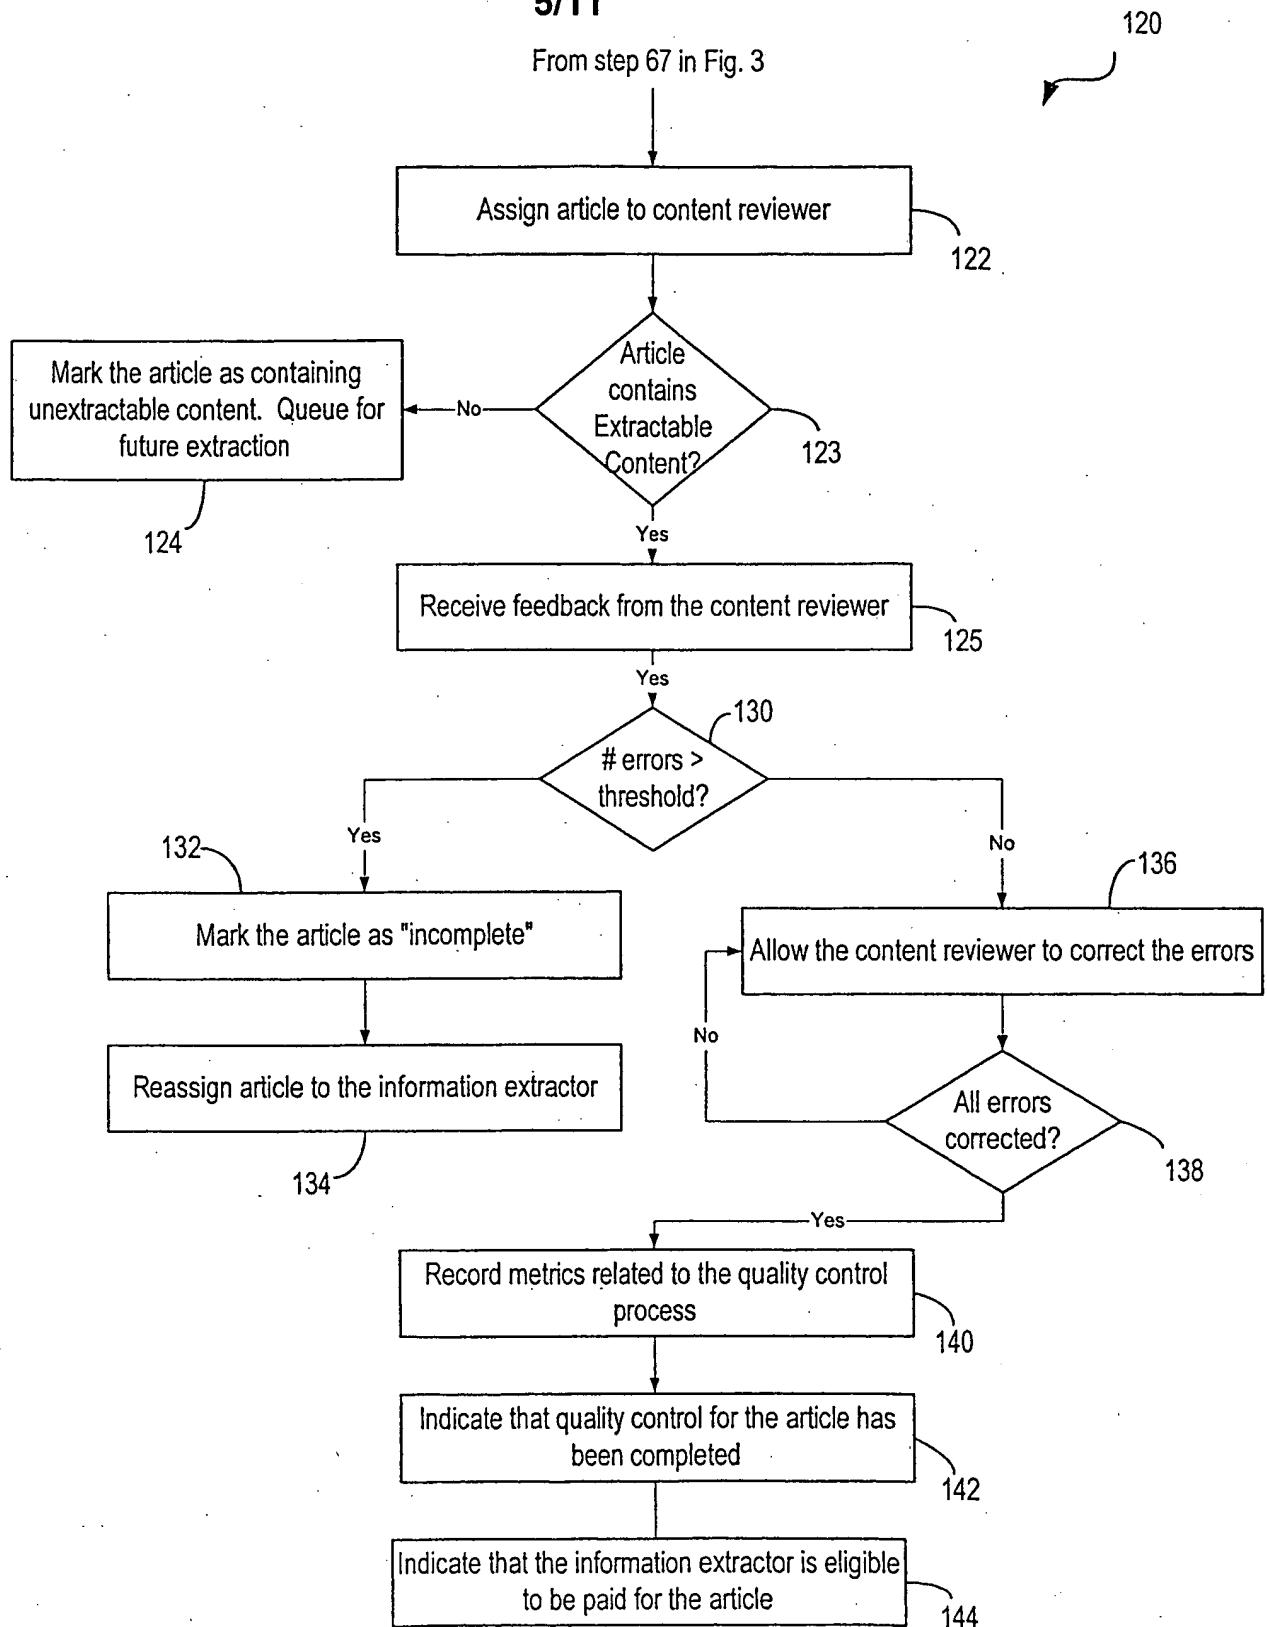 5/11
120
From step 67 in Fig. 3
Assign article to content reviewer
122
Article
contains
Extractable
Content?
123
No
Mark the article as containing
unextractable content. Queue for
future extraction
124
Yes
Receive feedback from the content reviewer
125
Yes
130
# errors >
threshold?
Yes
No
132
136
Mark the article as "incomplete"
Allow the content reviewer to correct the errors
No
Reassign article to the information extractor
134
All errors
corrected?
138
Yes
Record metrics related to the quality control
process
140
Indicate that quality control for the article has
been completed
142
Indicate that the information extractor is eligible
to be paid for the article
144